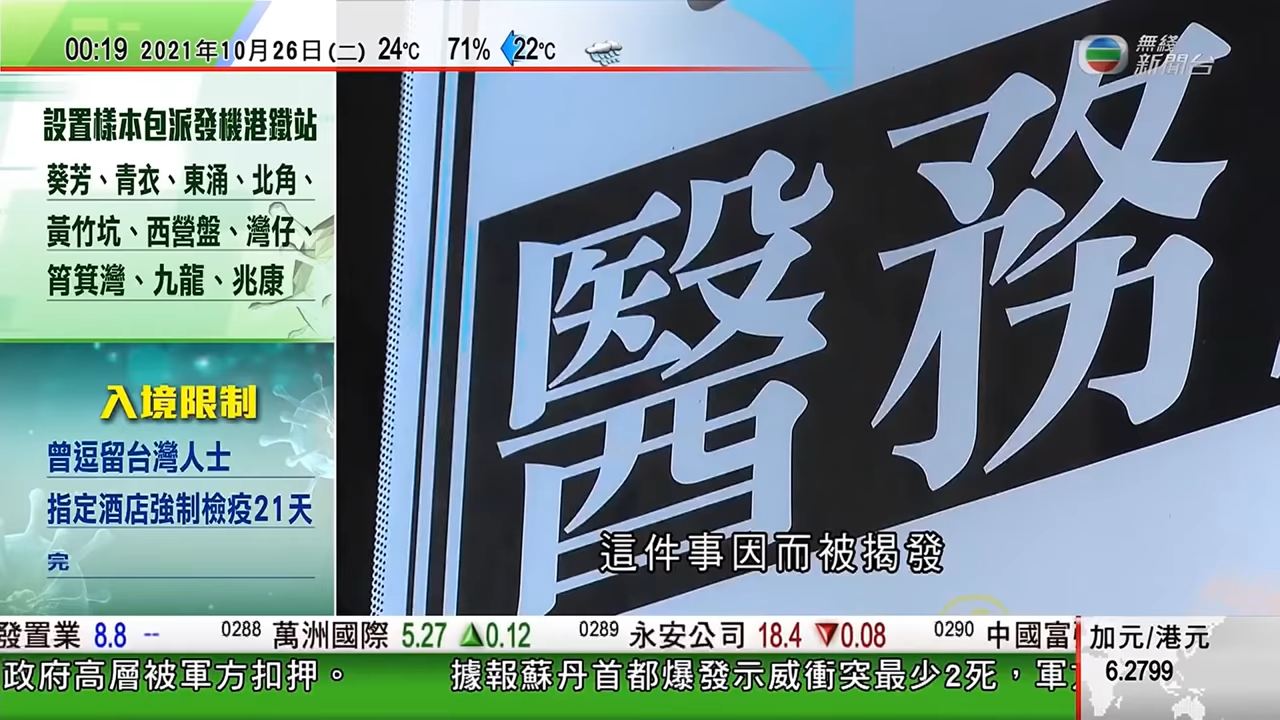 00:19 2021年10月26日(二) 24℃ 71% 22℃
無綫新聞台
設置樣本包派發機港鐵站
葵芳、青衣、東涌、北角、
黃竹坑、西營盤、灣仔、
筲箕灣、九龍、兆康
入境限制
曾逗留台灣人士
指定酒店強制檢疫21天
完
醫務
這件事因而被揭發
發置業 8.8 -- 0288 萬洲國際 5.27 ▲0.12 0289 永安公司 18.4 ▼0.08 0290 中國富
加元/港元
6.2799
政府高層被軍方扣押。 據報蘇丹首都爆發示威衝突最少2死，軍